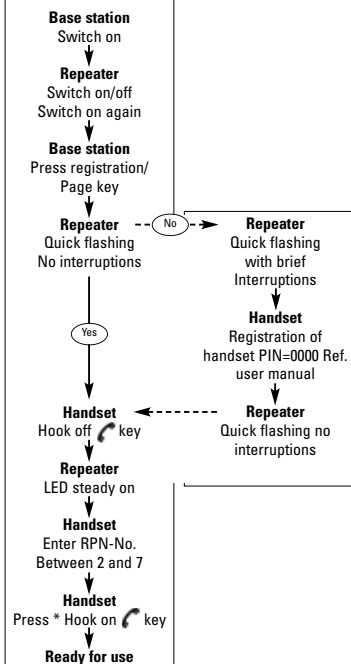 Base station
Switch on
Repeater
Switch on/off
Switch on again
Base station
Press registration/
Page key
Repeater
Quick flashing
No interruptions
No
Yes
Repeater
Quick flashing
with brief
Interruptions
Handset
Registration of
handset PIN=0000 Ref.
user manual
Repeater
Quick flashing no
interruptions
Handset
Hook off key
Repeater
LED steady on
Handset
Enter RPN-No.
Between 2 and 7
Handset
Press * Hook on key
Ready for use